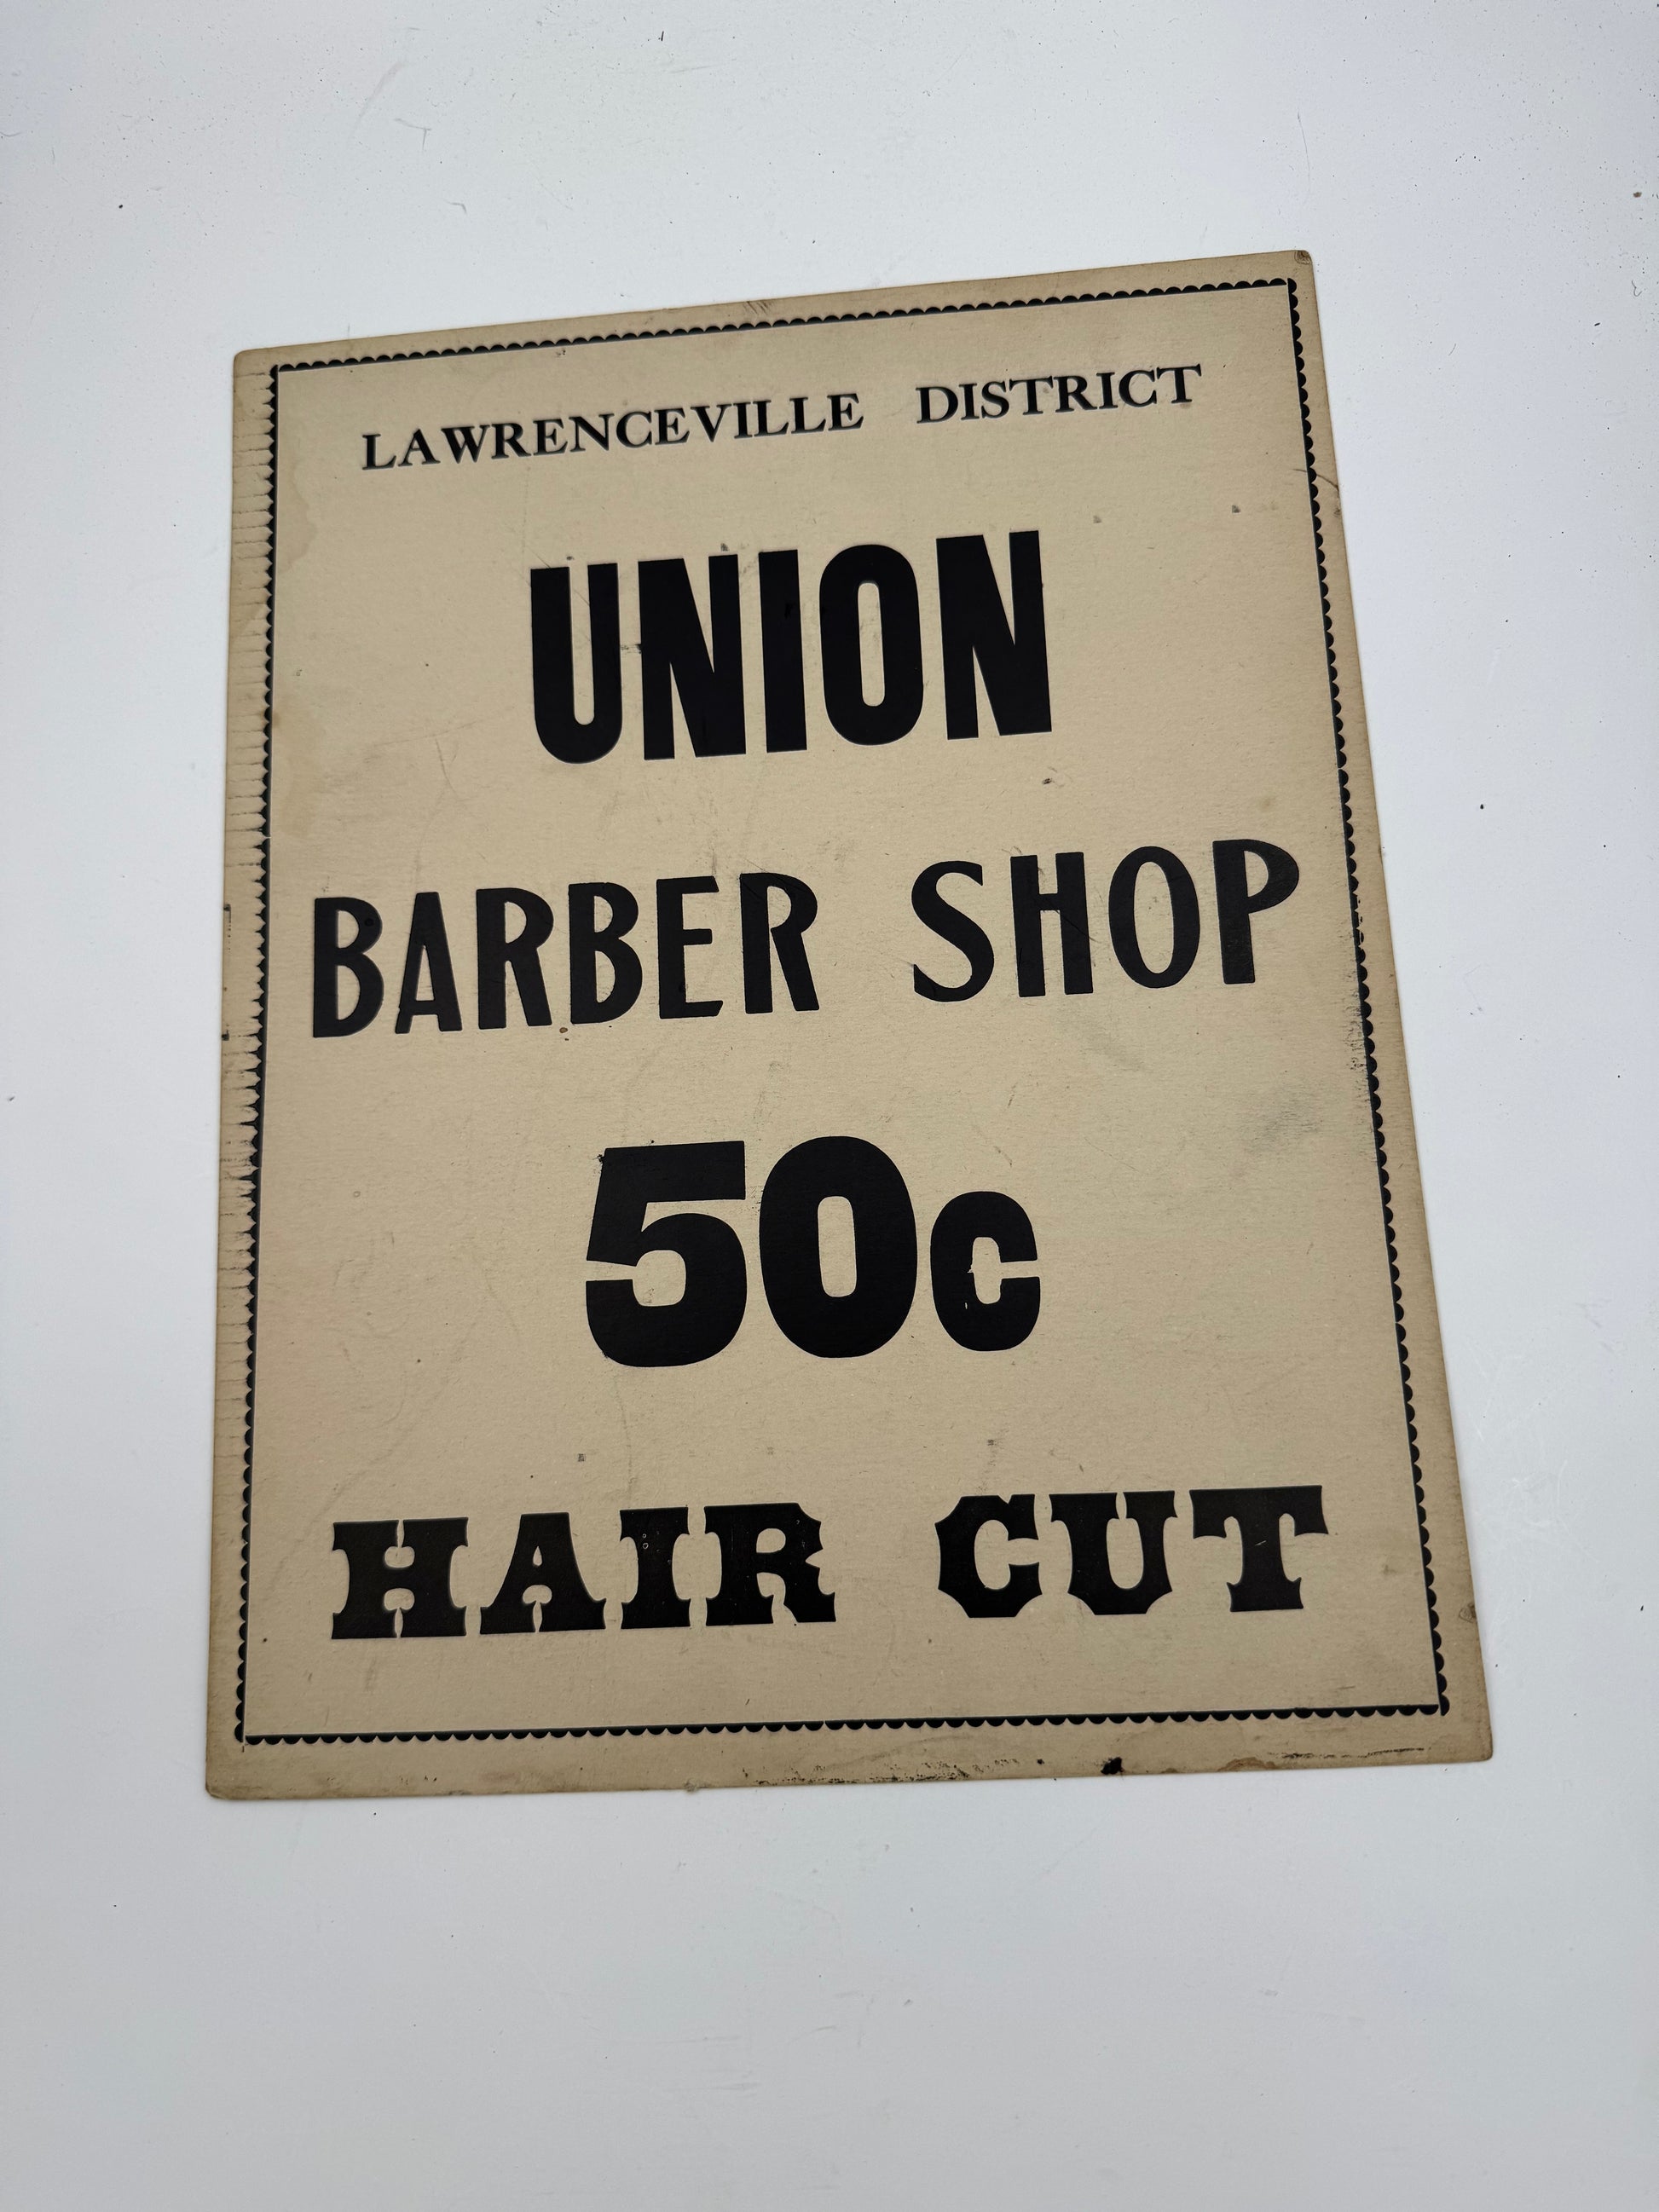 LAWRENCEVILLE DISTRICT
UNION
BARBER SHOP
50c
HAIR CUT